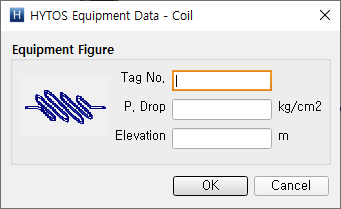 H HYTOS Equipment Data - Coil
Equipment Figure
Tag No.
P. Drop kg/cm2
Elevation m
OK Cancel